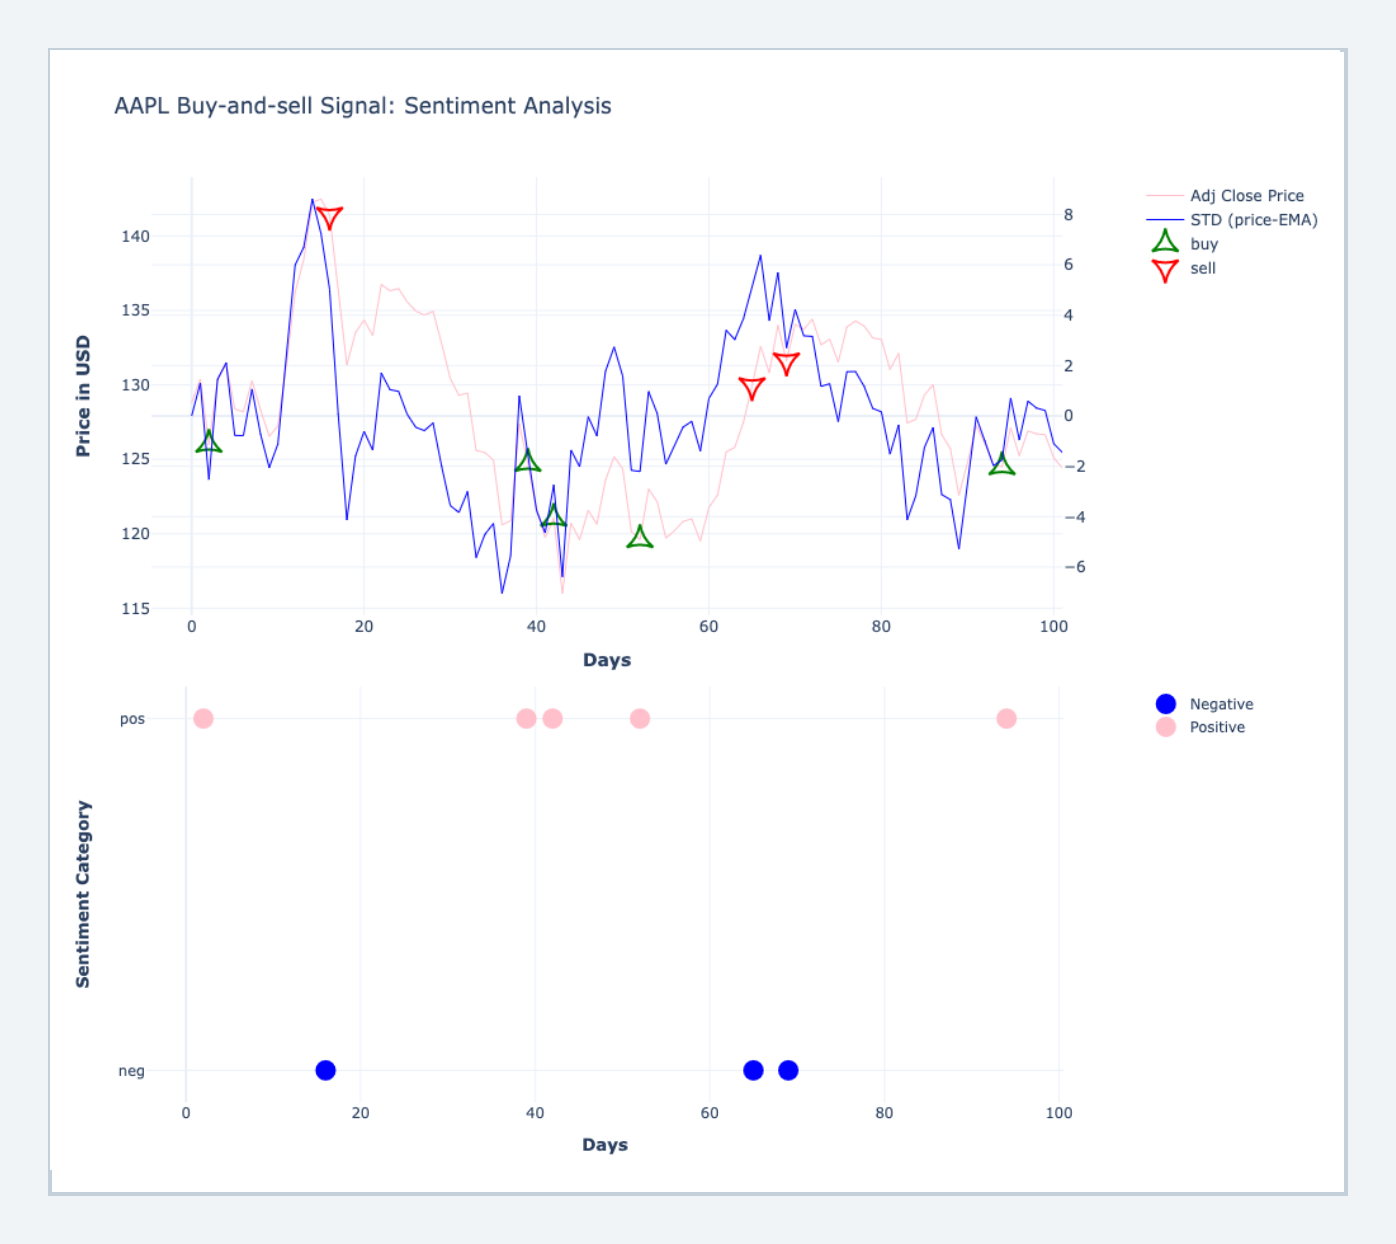 AAPL Buy-and-sell Signal: Sentiment Analysis
Adj Close Price
STD (price-EMA)
buy
sell
Price in USD
140
135
130
125
120
115
8
6
4
2
0
−2
−4
−6
0 20 40 60 80 100
Days
Negative
Positive
Sentiment Category
pos
neg
0 20 40 60 80 100
Days